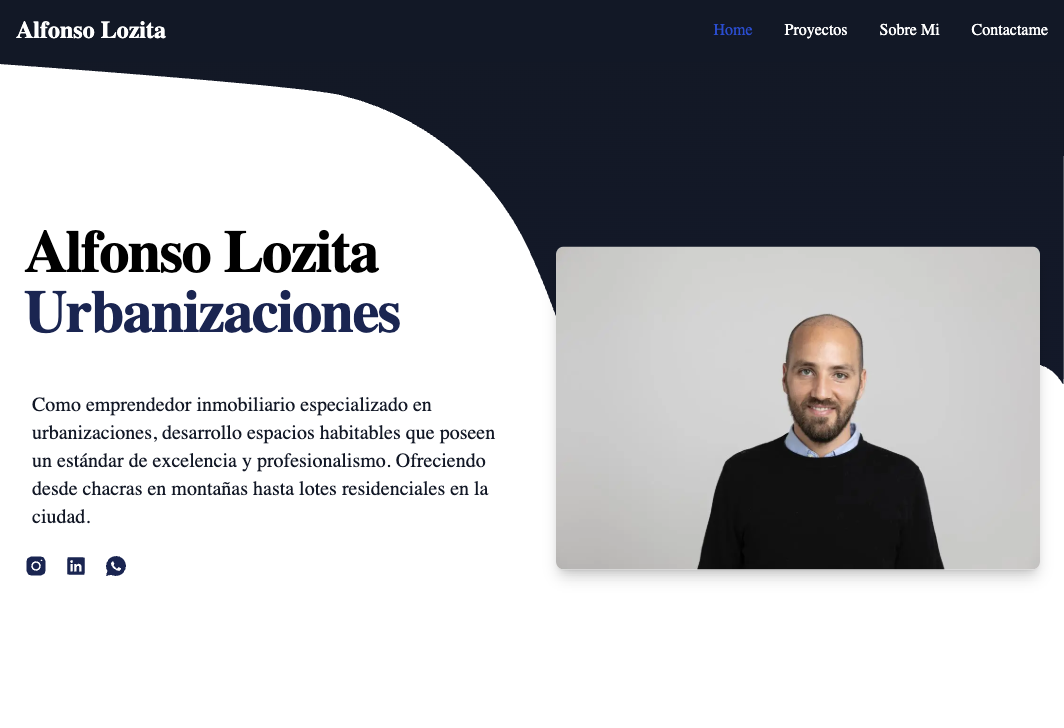 Alfonso Lozita
Home Proyectos Sobre Mi Contactame
Alfonso Lozita
Urbanizaciones
Como emprendedor inmobiliario especializado en
urbanizaciones, desarrollo espacios habitables que poseen
un estándar de excelencia y profesionalismo. Ofreciendo
desde chacras en montañas hasta lotes residenciales en la
ciudad.
in